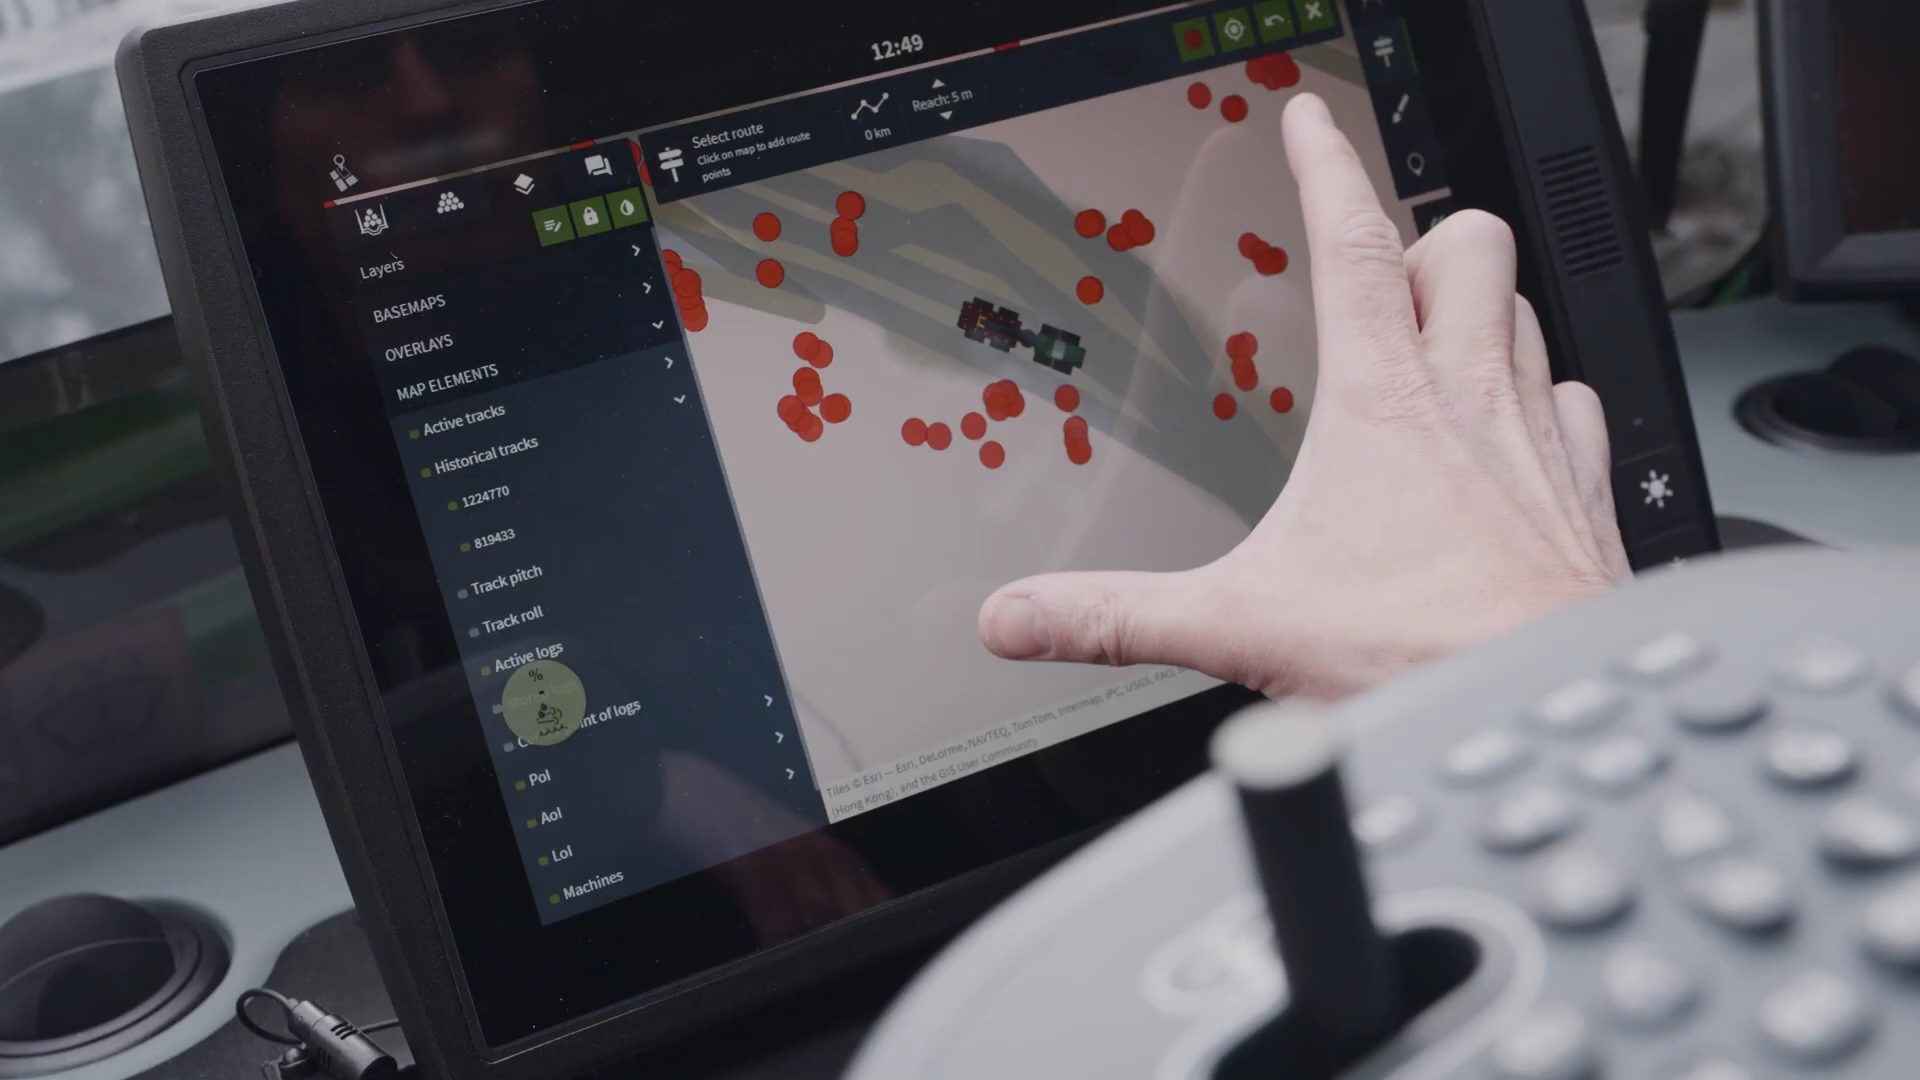 12:49
Select route
Click on map to add route
points
0 km
Reach: 5 m
Layers
BASEMAPS
OVERLAYS
MAP ELEMENTS
Active tracks
Historical tracks
1224770
819433
Track pitch
Track roll
Active logs
%
Stored logs
nt of logs
PoI
AoI
LoI
Machines
Tiles © Esri — Esri, DeLorme, NAVTEQ, TomTom, Intermap, iPC, USGS, FAO,
(Hong Kong), and the GIS User Community